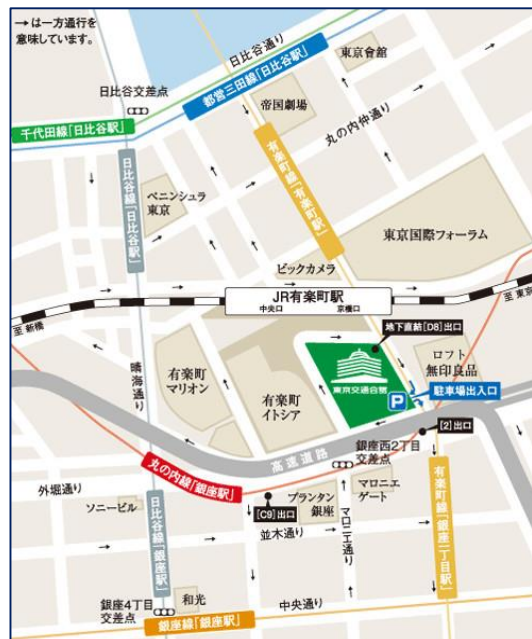 →は一方通行を
意味しています。
日比谷通り
東京會館
都営三田線「日比谷駅」
日比谷交差点
帝国劇場
丸の内仲通り
千代田線「日比谷駅」
日比谷線「日比谷駅」
有楽町線「有楽町駅」
ペニンシュラ
東京
東京国際フォーラム
ビックカメラ
JR有楽町駅
中央口
京橋口
至 新橋
至 東京
地下直結[D8]出口
晴海通り
有楽町
マリオン
有楽町
イトシア
東京交通会館
ロフト
無印良品
P
駐車場出入口
[2]出口
銀座西2丁目
交差点
高速道路
丸の内線「銀座駅」
外堀通り
ソニービル
[C9]出口
プランタン
銀座
マロニエ
ゲート
並木通り
マロニエ通り
日比谷線「銀座駅」
有楽町線「銀座一丁目駅」
銀座4丁目
交差点
和光
中央通り
銀座線「銀座駅」